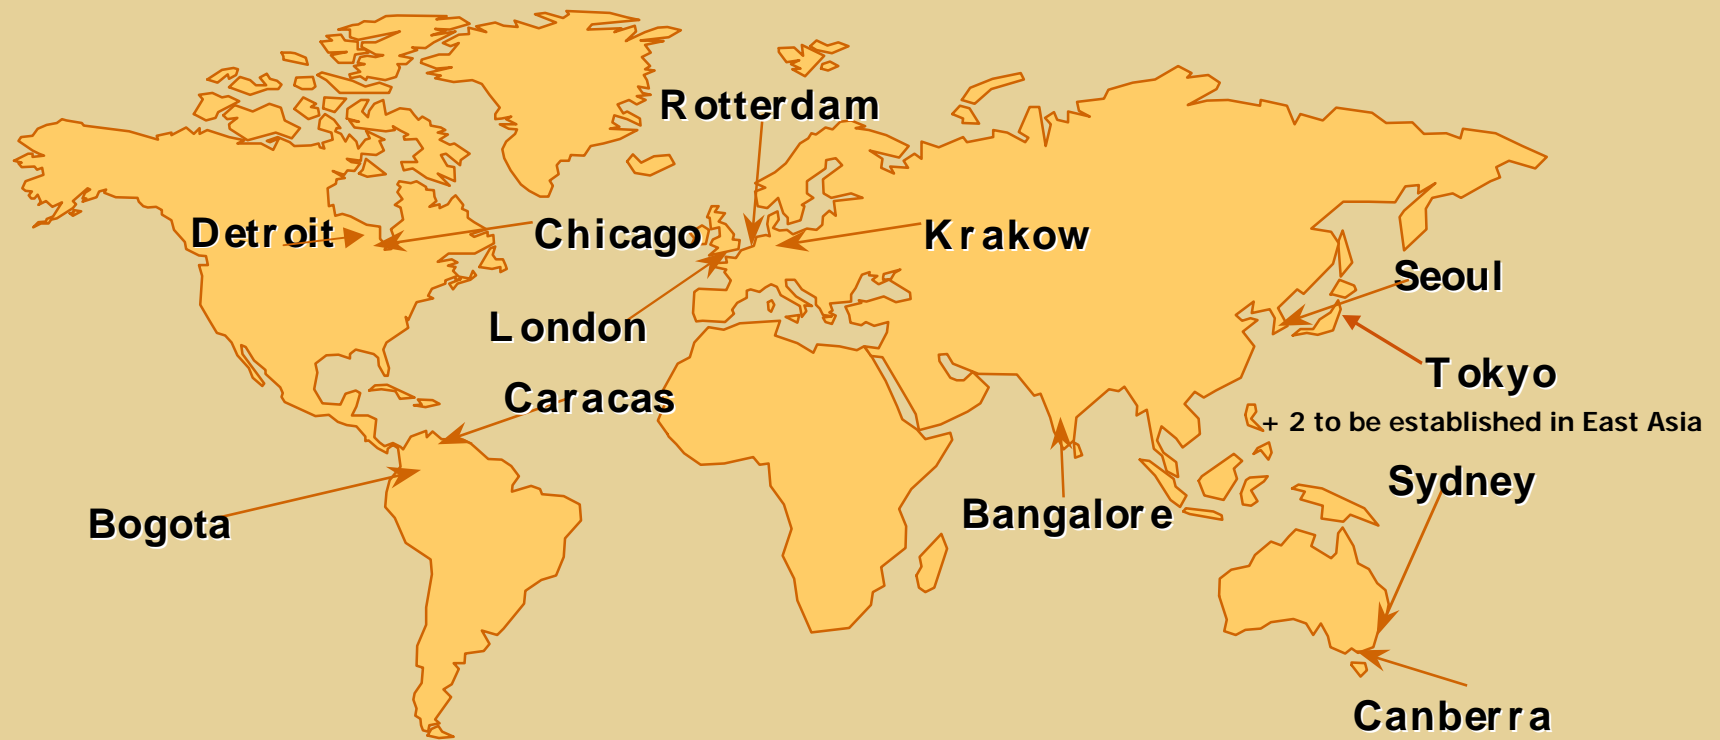 Rotterdam
Detroit
Chicago
Krakow
Seoul
London
Tokyo
Caracas
+ 2 to be established in East Asia
Sydney
Bogota
Bangalore
Canberra